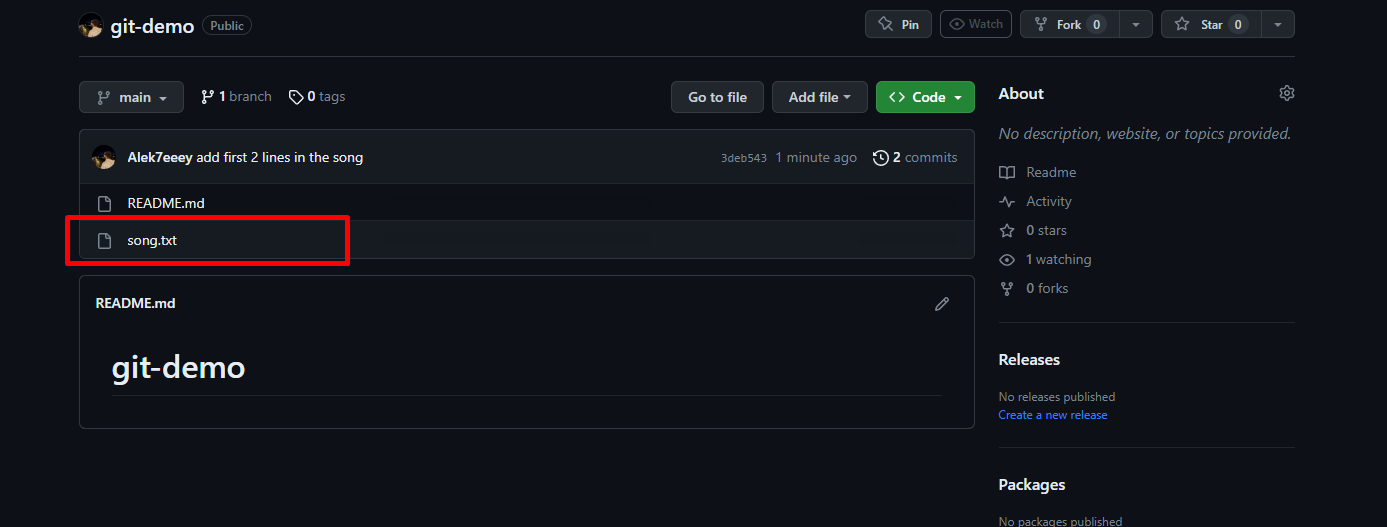 git-demo Public Pin Watch Fork 0 Star 0
main 1 branch 0 tags Go to file Add file <> Code
Alek7eeey add first 2 lines in the song 3deb543 1 minute ago 2 commits
README.md
song.txt
README.md
git-demo
About
No description, website, or topics provided.
Readme
Activity
0 stars
1 watching
0 forks
Releases
No releases published
Create a new release
Packages
No packages published